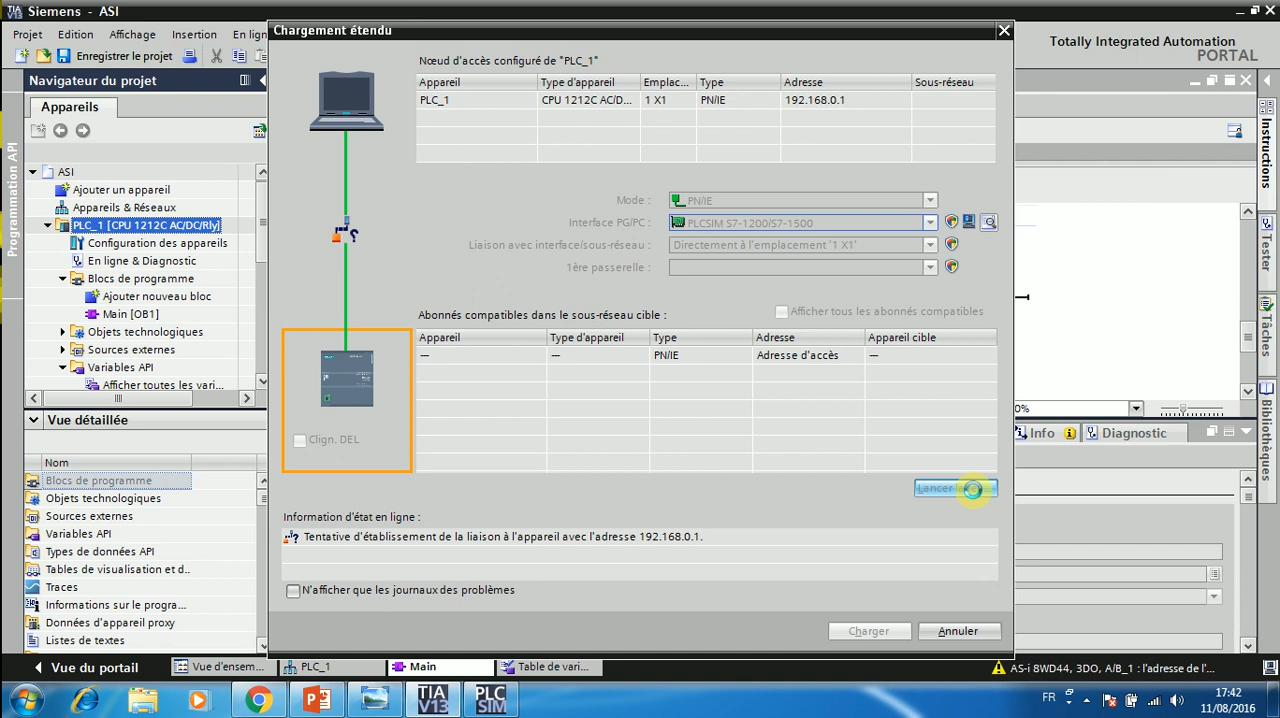 TIA V13 Siemens - ASI
Projet Edition Affichage Insertion En lign
Enregistrer le projet
Totally Integrated Automation
PORTAL
Navigateur du projet
Appareils
Programmation API
ASI
Ajouter un appareil
Appareils & Réseaux
PLC_1 [CPU 1212C AC/DC/Rly]
Configuration des appareils
En ligne & Diagnostic
Blocs de programme
Ajouter nouveau bloc
Main [OB1]
Objets technologiques
Sources externes
Variables API
Afficher toutes les vari...
Vue détaillée
Nom
Blocs de programme
Objets technologiques
Sources externes
Variables API
Types de données API
Tables de visualisation et d..
Traces
Informations sur le progra...
Données d'appareil proxy
Listes de textes
Chargement étendu
Nœud d'accès configuré de "PLC_1"
Appareil Type d'appareil Emplac... Type Adresse Sous-réseau
PLC_1 CPU 1212C AC/D... 1 X1 PN/IE 192.168.0.1
Mode : PN/IE
Interface PG/PC : PLCSIM S7-1200/S7-1500
Liaison avec interface/sous-réseau : Directement à l'emplacement '1 X1'
1ère passerelle :
Abonnés compatibles dans le sous-réseau cible :
Afficher tous les abonnés compatibles
Appareil Type d'appareil Type Adresse Appareil cible
— — PN/IE Adresse d'accès —
Clign. DEL
Lancer
Information d'état en ligne :
Tentative d'établissement de la liaison à l'appareil avec l'adresse 192.168.0.1.
N'afficher que les journaux des problèmes
Charger Annuler
Instructions
Tester
Tâches
Bibliothèques
0%
Info Diagnostic
Vue du portail Vue d'ensem... PLC_1 Main Table de vari...
AS-i 8WD44, 3DO, A/B_1 : l'adresse de l'...
TIA V13
PLC SIM
FR
17:42
11/08/2016